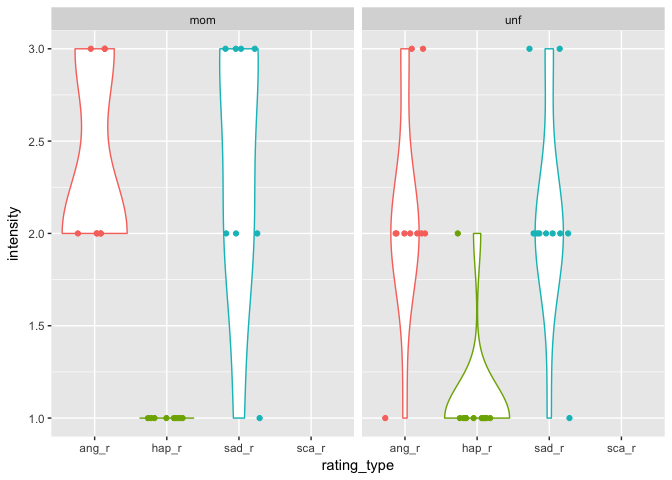 mom unf
3.0
2.5
intensity
2.0
1.5
1.0
ang_r hap_r sad_r sca_r ang_r hap_r sad_r sca_r
rating_type